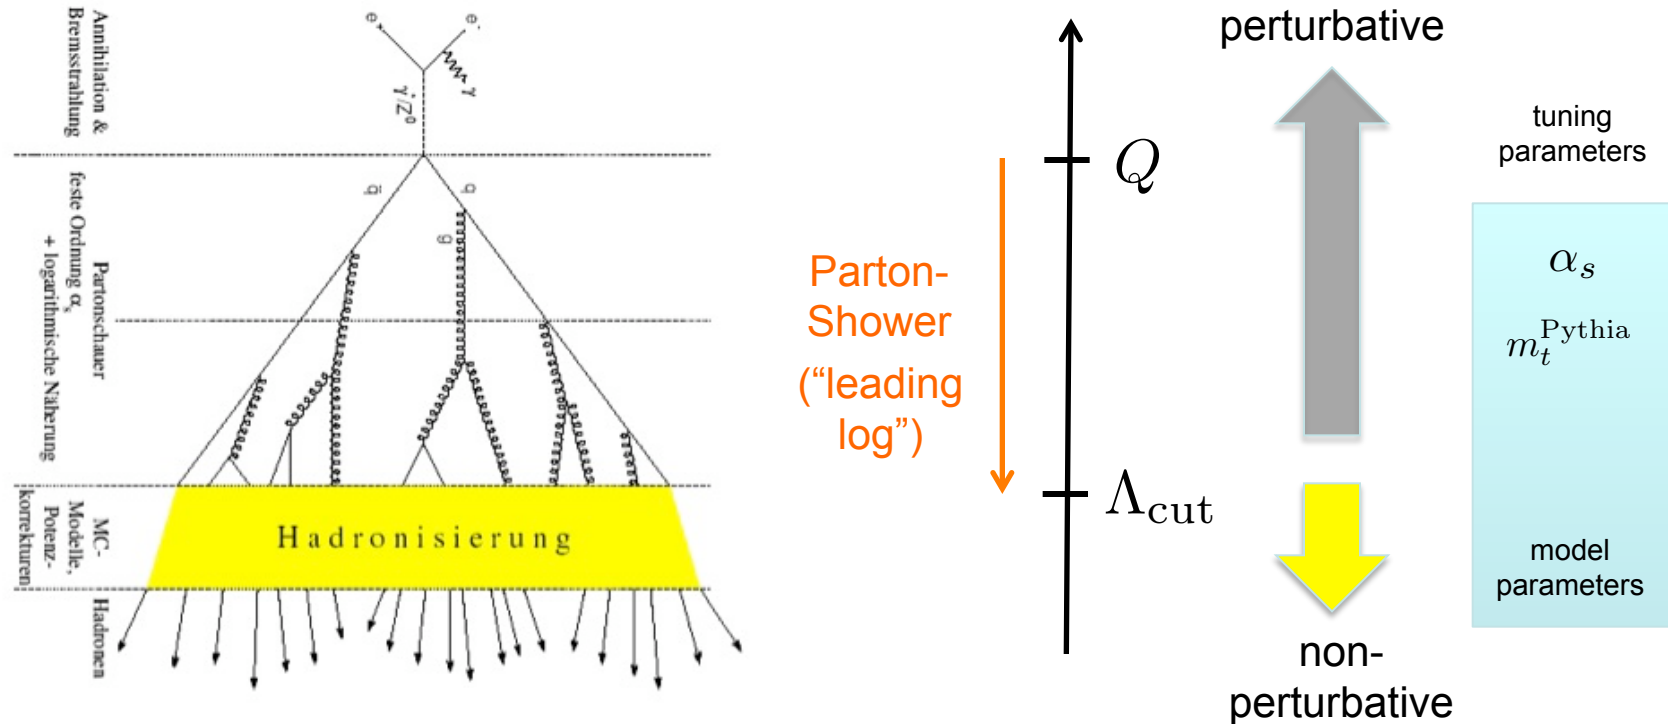 Annihilation &
Bremsstrahlung
e⁺
e⁻
γ
γ*/Z⁰
Partonschauer
feste Ordnung αₛ
+ logarithmische Näherung
q̄
q
g
MC-
Modelle,
Potenz-
korrekturen
Hadronisierung
Hadronen
Parton-
Shower
(“leading
log”)
Q
Λcut
perturbative
non-
perturbative
tuning
parameters
αₛ
mₜ^Pythia
model
parameters